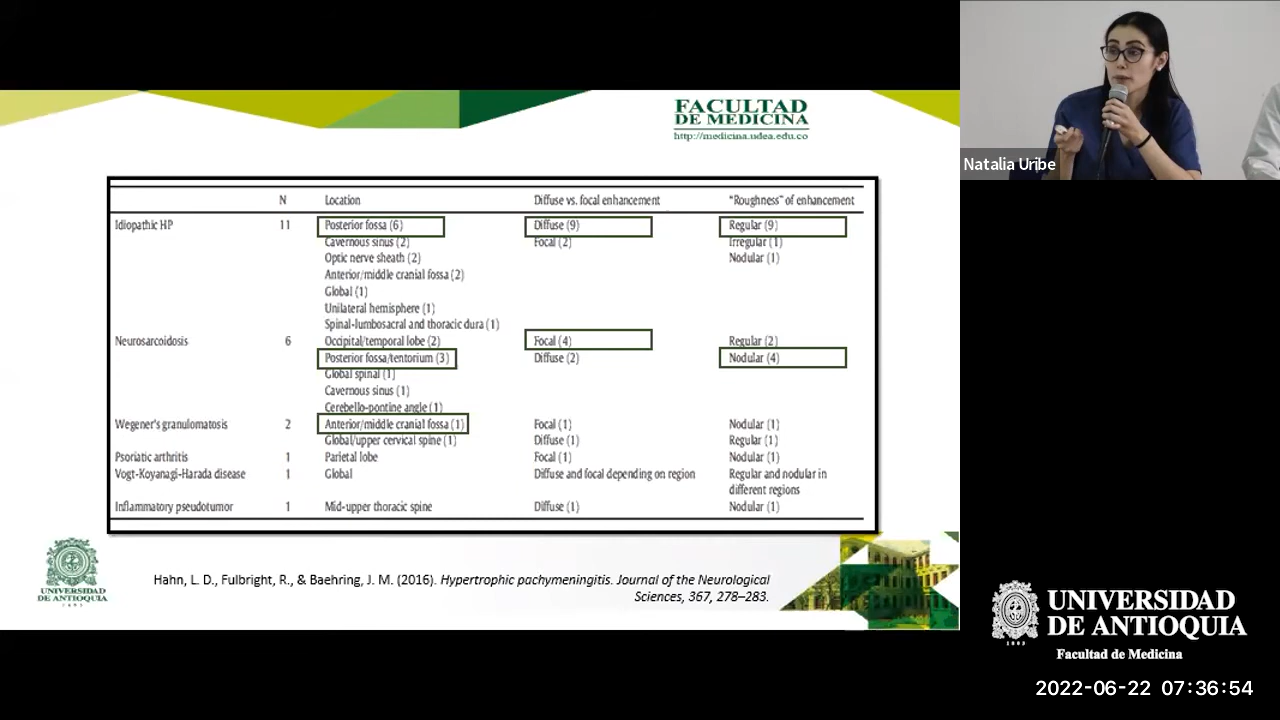 FACULTAD
DE MEDICINA
http://medicina.udea.edu.co
Natalia Uribe
N Location Diffuse vs. focal enhancement "Roughness" of enhancement
Idiopathic HP 11 Posterior fossa (6) Diffuse (9) Regular (9)
Cavernous sinus (2) Focal (2) Irregular (1)
Optic nerve sheath (2) Nodular (1)
Anterior/middle cranial fossa (2)
Global (1)
Unilateral hemisphere (1)
Spinal-lumbosacral and thoracic dura (1)
Neurosarcoidosis 6 Occipital/temporal lobe (2) Focal (4) Regular (2)
Posterior fossa/tentorium (3) Diffuse (2) Nodular (4)
Global spinal (1)
Cavernous sinus (1)
Cerebello-pontine angle (1)
Wegener's granulomatosis 2 Anterior/middle cranial fossa (1) Focal (1) Nodular (1)
Global/upper cervical spine (1) Diffuse (1) Regular (1)
Psoriatic arthritis 1 Parietal lobe Focal (1) Nodular (1)
Vogt-Koyanagi-Harada disease 1 Global Diffuse and focal depending on region Regular and nodular in
different regions
Inflammatory pseudotumor 1 Mid-upper thoracic spine Diffuse (1) Nodular (1)
UNIVERSIDAD
DE ANTIOQUIA
1803
Hahn, L. D., Fulbright, R., & Baehring, J. M. (2016). Hypertrophic pachymeningitis. Journal of the Neurological
Sciences, 367, 278–283.
UNIVERSIDAD
DE ANTIOQUIA
1803
Facultad de Medicina
2022-06-22 07:36:54